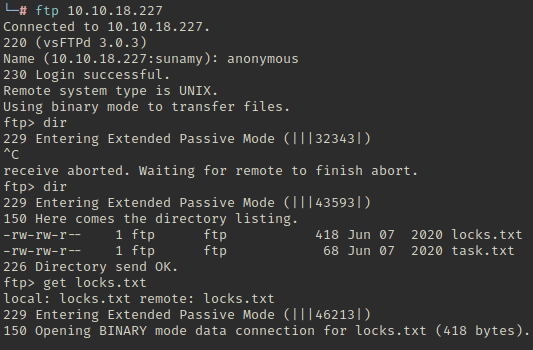 └─# ftp 10.10.18.227
Connected to 10.10.18.227.
220 (vsFTPd 3.0.3)
Name (10.10.18.227:sunamy): anonymous
230 Login successful.
Remote system type is UNIX.
Using binary mode to transfer files.
ftp> dir
229 Entering Extended Passive Mode (|||32343|)
^C
receive aborted. Waiting for remote to finish abort.
ftp> dir
229 Entering Extended Passive Mode (|||43593|)
150 Here comes the directory listing.
-rw-rw-r--    1 ftp      ftp           418 Jun 07  2020 locks.txt
-rw-rw-r--    1 ftp      ftp            68 Jun 07  2020 task.txt
226 Directory send OK.
ftp> get locks.txt
local: locks.txt remote: locks.txt
229 Entering Extended Passive Mode (|||46213|)
150 Opening BINARY mode data connection for locks.txt (418 bytes).